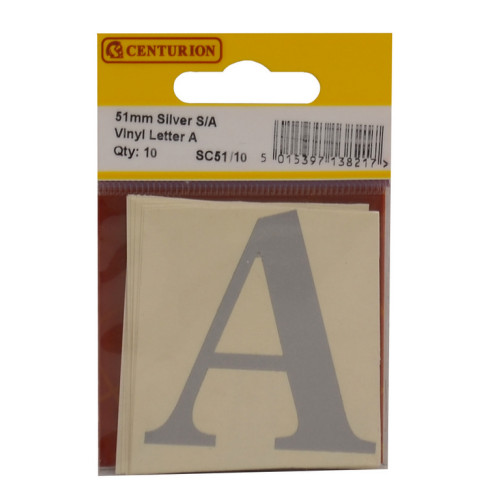 CENTURION
51mm Silver S/A
Vinyl Letter A
Qty: 10 SC51/10
5 015397 138217 >
A